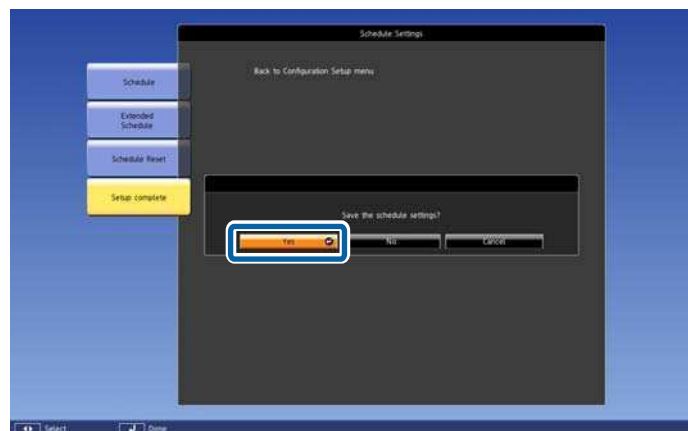 Schedule Settings
Back to Configuration Setup menu
Schedule
Extended
Schedule
Schedule Reset
Setup complete
Save the schedule settings?
Yes
No
Cancel
Select
Done